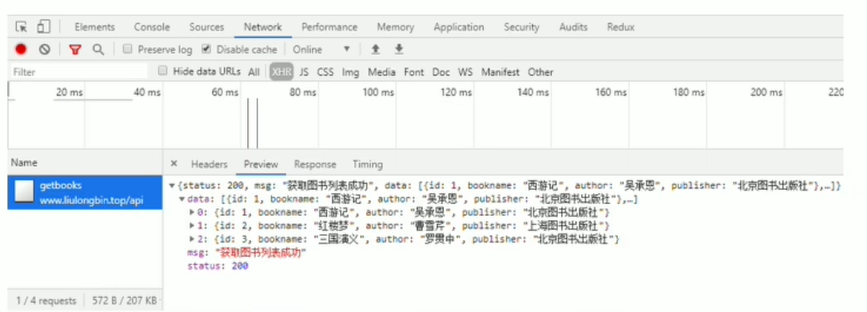 Elements Console Sources Network Performance Memory Application Security Audits Redux
Preserve log Disable cache Online
Filter Hide data URLs All XHR JS CSS Img Media Font Doc WS Manifest Other
20 ms 40 ms 60 ms 80 ms 100 ms 120 ms 140 ms 160 ms 180 ms 200 ms 220
Name × Headers Preview Response Timing
getbooks
www.liulongbin.top/api
▼{status: 200, msg: "获取图书列表成功", data: [{id: 1, bookname: "西游记", author: "吴承恩", publisher: "北京图书出版社"},…]}
▼data: [{id: 1, bookname: "西游记", author: "吴承恩", publisher: "北京图书出版社"},…]
▶0: {id: 1, bookname: "西游记", author: "吴承恩", publisher: "北京图书出版社"}
▶1: {id: 2, bookname: "红楼梦", author: "曹雪芹", publisher: "上海图书出版社"}
▶2: {id: 3, bookname: "三国演义", author: "罗贯中", publisher: "北京图书出版社"}
msg: "获取图书列表成功"
status: 200
1 / 4 requests 572 B / 207 KB